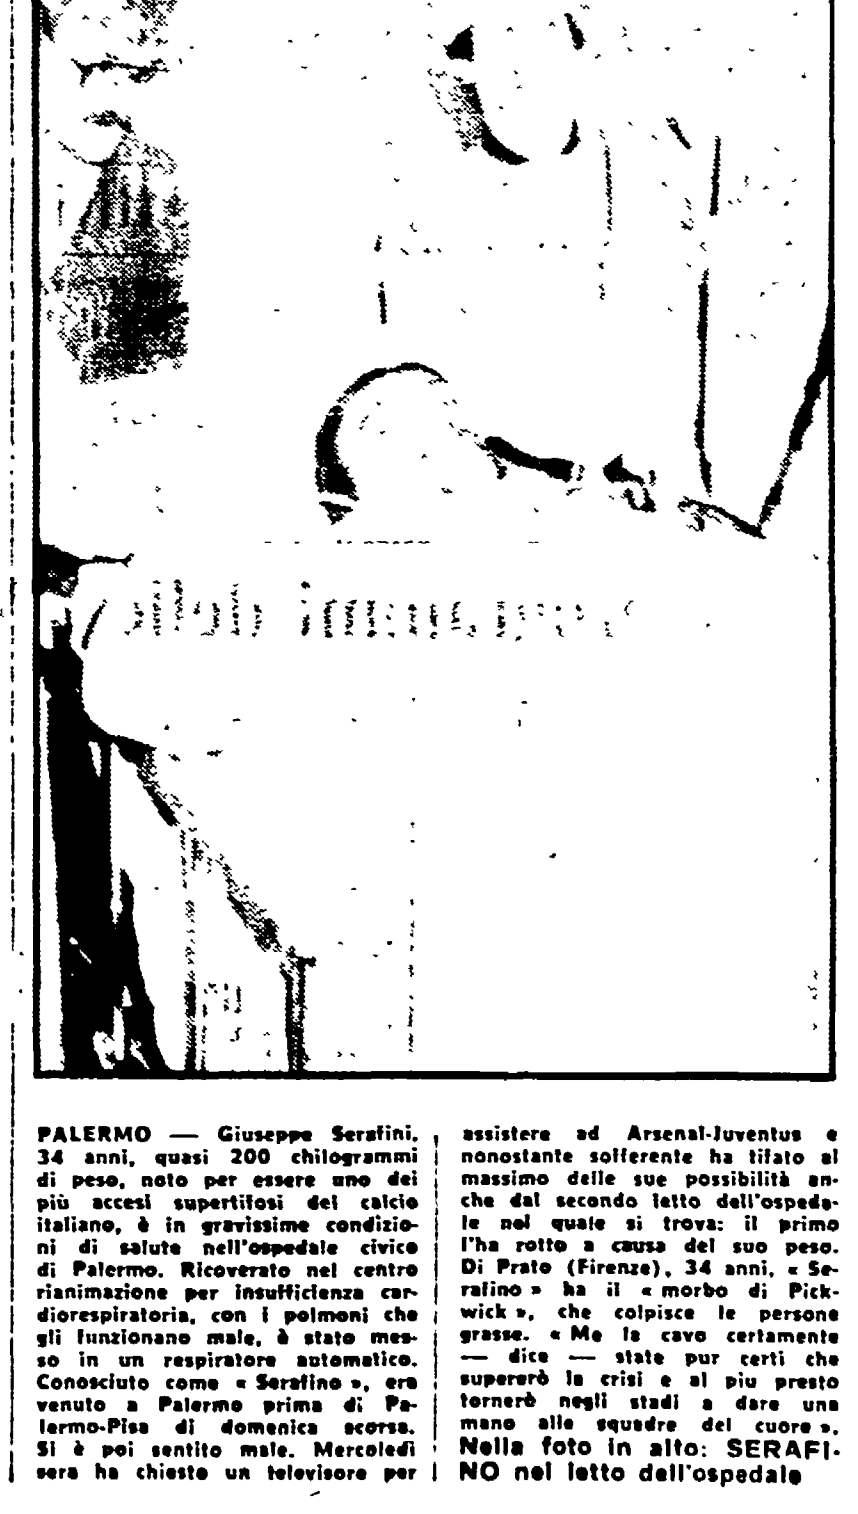 PALERMO — Giuseppe Serafini,
34 anni, quasi 200 chilogrammi
di peso, noto per essere uno dei
più accesi supertifosi del calcio
italiano, è in gravissime condizio-
ni di salute nell'ospedale civico
di Palermo. Ricoverato nel centro
rianimazione per insufficienza car-
diorespiratoria, con i polmoni che
gli funzionano male, è stato mes-
so in un respiratore automatico.
Conosciuto come « Serafino », era
venuto a Palermo prima di Pa-
lermo-Pisa di domenica scorsa.
Si è poi sentito male. Mercoledì
sera ha chiesto un televisore per
assistere ad Arsenal-Juventus e
nonostante sofferente ha tifato al
massimo delle sue possibilità an-
che dal secondo letto dell'ospeda-
le nel quale si trova: il primo
l'ha rotto a causa del suo peso.
Di Prato (Firenze), 34 anni, « Se-
rafino » ha il « morbo di Pick-
wick », che colpisce le persone
grasse. « Me la cavo certamente
— dice — state pur certi che
supererò la crisi e al piu presto
tornerò negli stadi a dare una
mano alle squadre del cuore ».
Nella foto in alto: SERAFI-
NO nel letto dell'ospedale